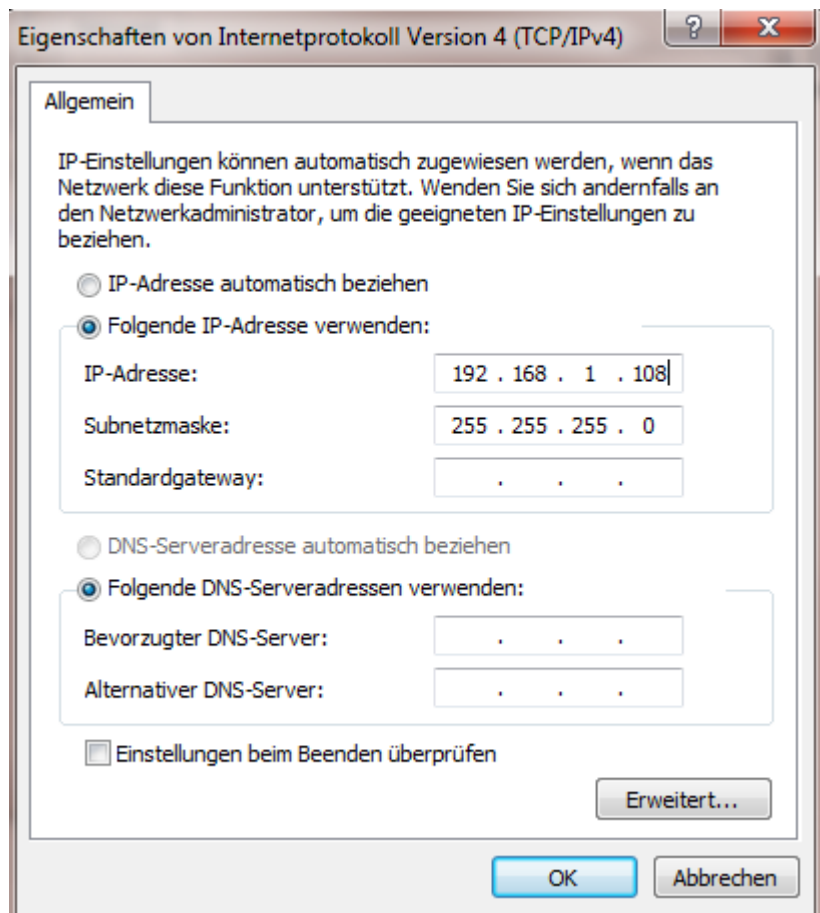 Eigenschaften von Internetprotokoll Version 4 (TCP/IPv4)
?
X
Allgemein
IP-Einstellungen können automatisch zugewiesen werden, wenn das
Netzwerk diese Funktion unterstützt. Wenden Sie sich andernfalls an
den Netzwerkadministrator, um die geeigneten IP-Einstellungen zu
beziehen.
IP-Adresse automatisch beziehen
Folgende IP-Adresse verwenden:
IP-Adresse: 192 . 168 . 1 . 108
Subnetzmaske: 255 . 255 . 255 . 0
Standardgateway: . . .
DNS-Serveradresse automatisch beziehen
Folgende DNS-Serveradressen verwenden:
Bevorzugter DNS-Server: . . .
Alternativer DNS-Server: . . .
Einstellungen beim Beenden überprüfen
Erweitert...
OK Abbrechen